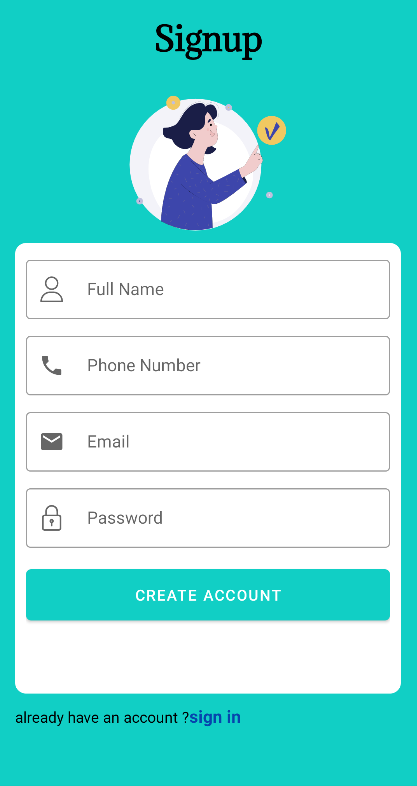 Signup
Full Name
Phone Number
Email
Password
CREATE ACCOUNT
already have an account ?sign in